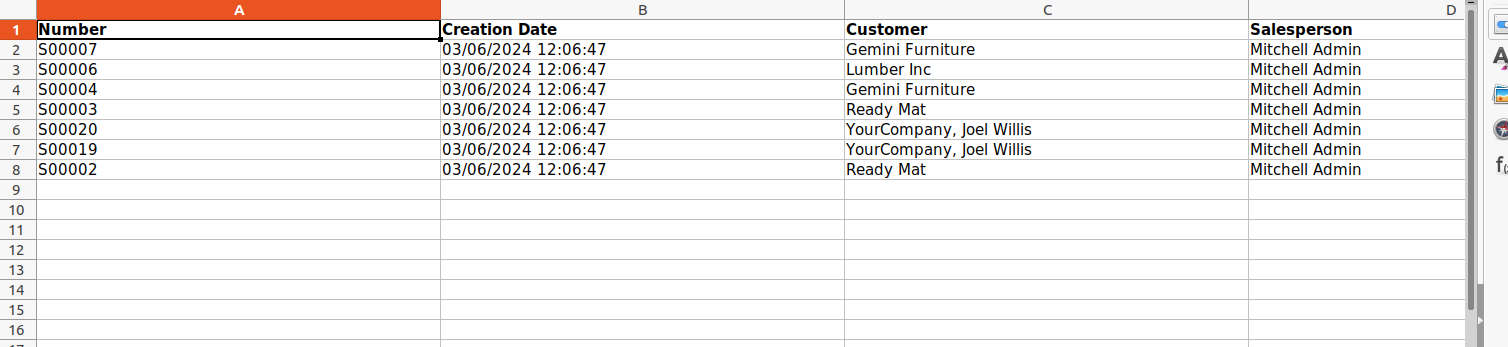 A B C D
1 Number Creation Date Customer Salesperson
2 S00007 03/06/2024 12:06:47 Gemini Furniture Mitchell Admin
3 S00006 03/06/2024 12:06:47 Lumber Inc Mitchell Admin
4 S00004 03/06/2024 12:06:47 Gemini Furniture Mitchell Admin
5 S00003 03/06/2024 12:06:47 Ready Mat Mitchell Admin
6 S00020 03/06/2024 12:06:47 YourCompany, Joel Willis Mitchell Admin
7 S00019 03/06/2024 12:06:47 YourCompany, Joel Willis Mitchell Admin
8 S00002 03/06/2024 12:06:47 Ready Mat Mitchell Admin
9
10
11
12
13
14
15
16